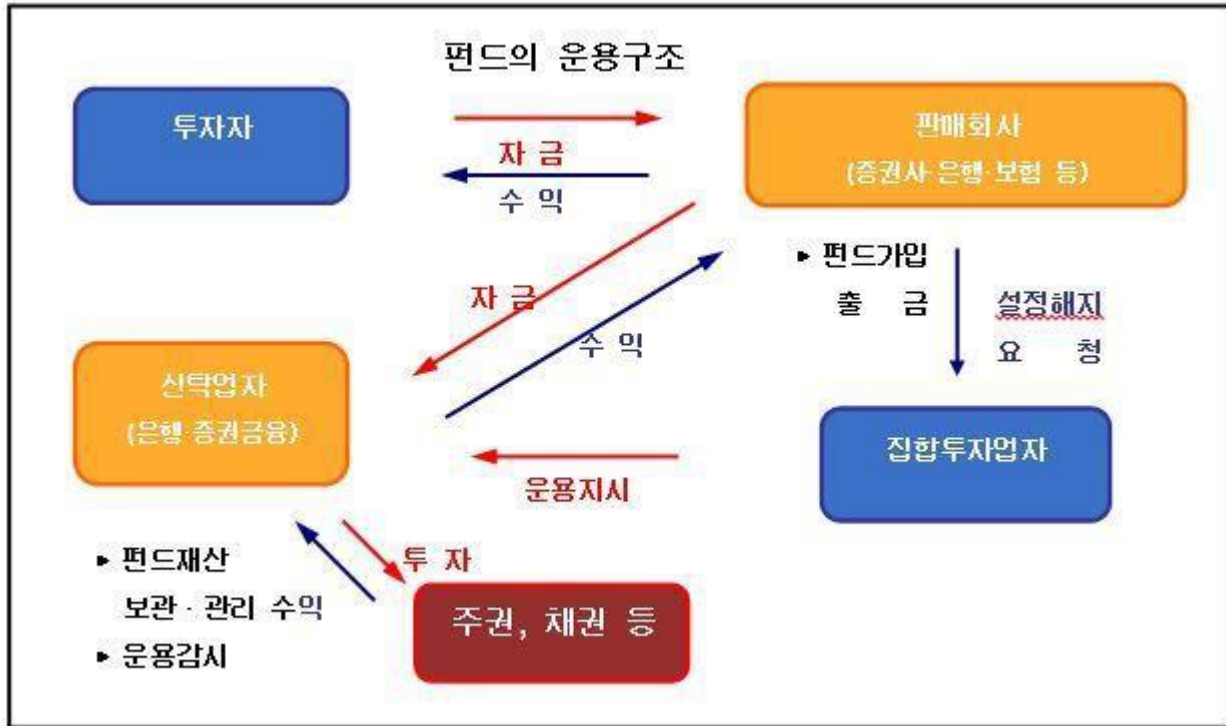 펀드의 운용구조
투자자
자 금
수 익
판매회사
(증권사·은행·보험 등)
▸ 펀드가입
출 금
설정해지
요 청
자 금
수 익
신탁업자
(은행·증권금융)
집합투자업자
운용지시
▸ 펀드재산
보관·관리 수익
▸ 운용감시
투 자
주권, 채권 등